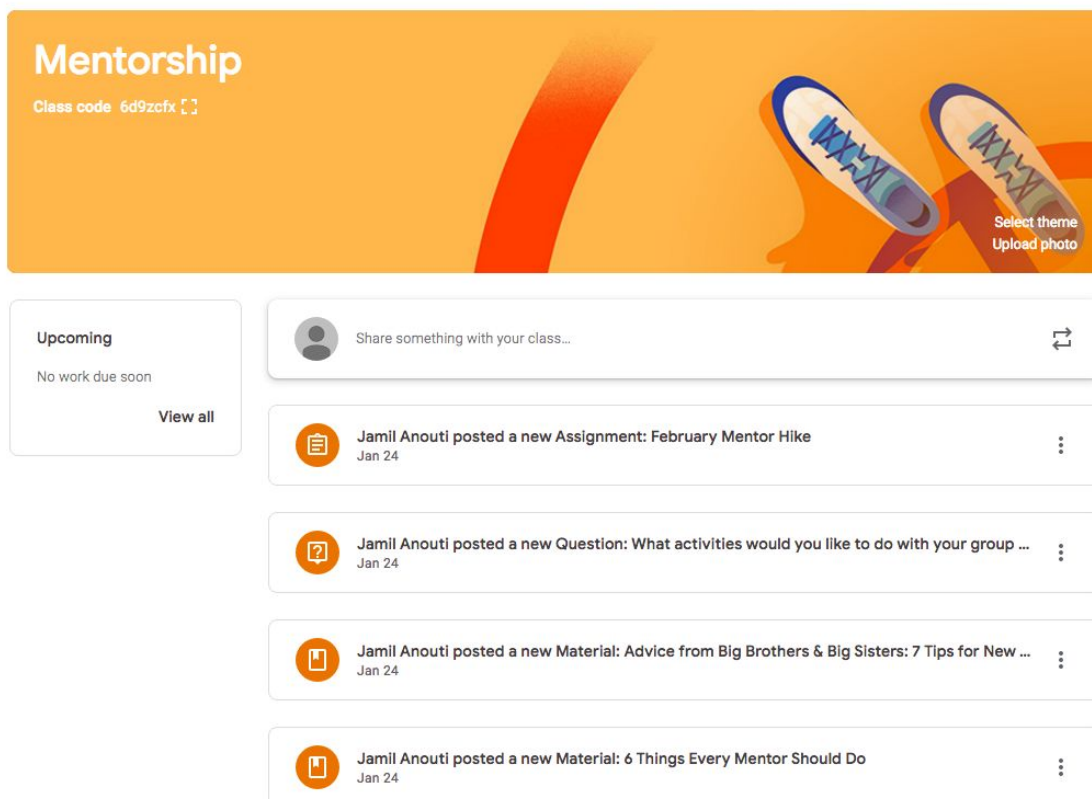 Mentorship
Class code 6d9zcfx
Select theme
Upload photo
Upcoming
No work due soon
View all
Share something with your class...
Jamil Anouti posted a new Assignment: February Mentor Hike
Jan 24
Jamil Anouti posted a new Question: What activities would you like to do with your group ...
Jan 24
Jamil Anouti posted a new Material: Advice from Big Brothers & Big Sisters: 7 Tips for New ...
Jan 24
Jamil Anouti posted a new Material: 6 Things Every Mentor Should Do
Jan 24